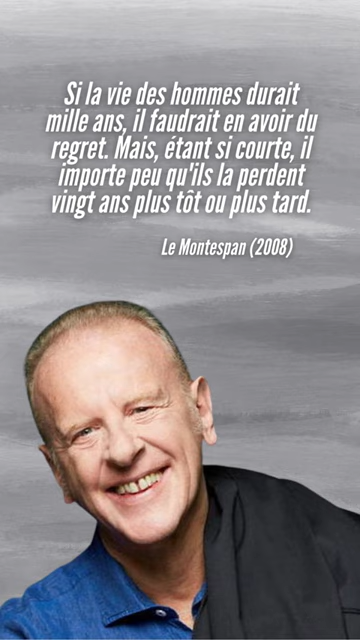 Si la vie des hommes durait
mille ans, il faudrait en avoir du
regret. Mais, étant si courte, il
importe peu qu'ils la perdent
vingt ans plus tôt ou plus tard.
Le Montespan (2008)